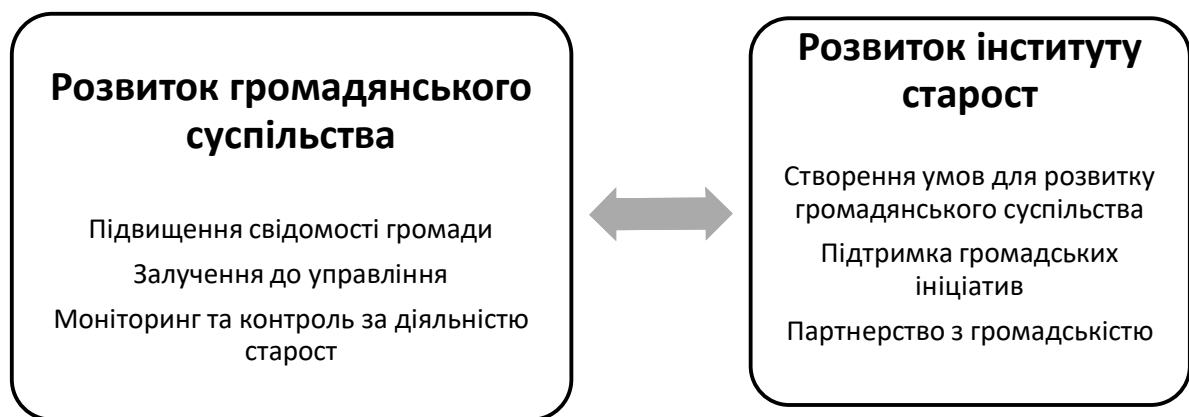 Розвиток громадянського
суспільства
Підвищення свідомості громади
Залучення до управління
Моніторинг та контроль за діяльністю
старост
Розвиток інституту
старост
Створення умов для розвитку
громадянського суспільства
Підтримка громадських
ініціатив
Партнерство з громадськістю